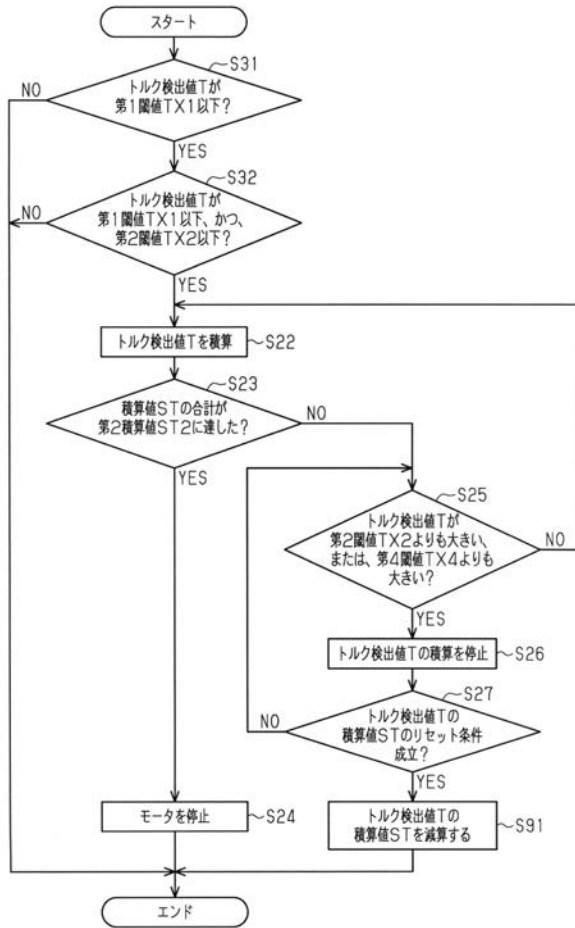 スタート
S31
トルク検出値Tが
第1閾値TX1以下?
NO
YES
S32
トルク検出値Tが
第1閾値TX1以下、かつ、
第2閾値TX2以下?
NO
YES
トルク検出値Tを積算
S22
S23
積算値STの合計が
第2積算値ST2に達した?
NO
YES
S25
トルク検出値Tが
第2閾値TX2よりも大きい、
または、第4閾値TX4よりも
大きい?
NO
YES
トルク検出値Tの積算を停止
S26
S27
トルク検出値Tの
積算値STのリセット条件
成立?
NO
YES
モータを停止
S24
トルク検出値Tの
積算値STを減算する
S91
エンド